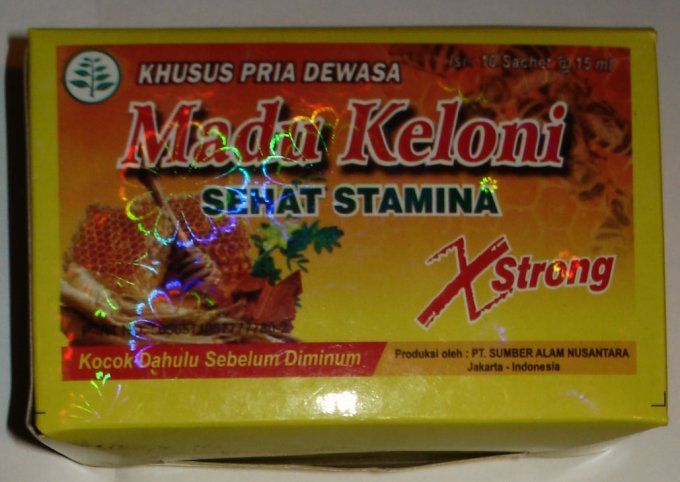 KHUSUS PRIA DEWASA
Isi : 10 Sachet @ 15 ml
Madu Keloni
SEHAT STAMINA
X Strong
Kocok Dahulu Sebelum Diminum
Produksi oleh : PT. SUMBER ALAM NUSANTARA
Jakarta - Indonesia